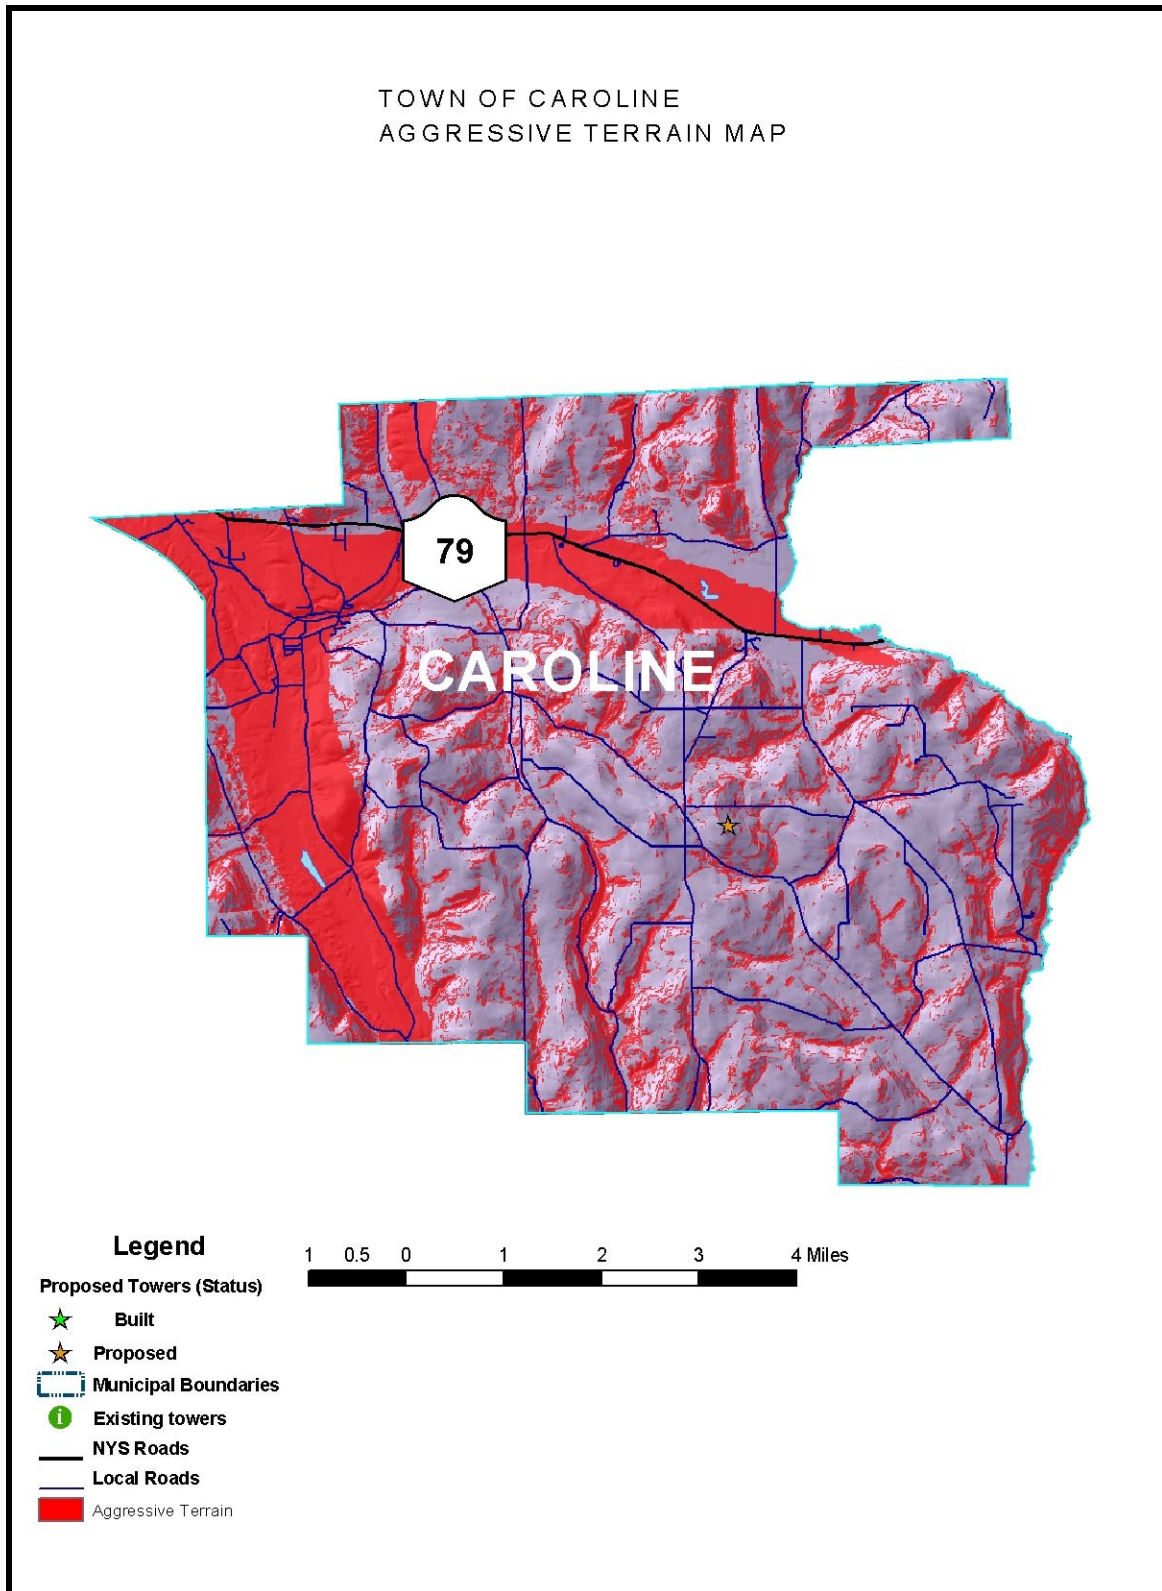 TOWN OF CAROLINE
AGGRESSIVE TERRAIN MAP
79
CAROLINE
Legend
1 0.5 0 1 2 3 4 Miles
Proposed Towers (Status)
Built
Proposed
Municipal Boundaries
i Existing towers
NYS Roads
Local Roads
Aggressive Terrain